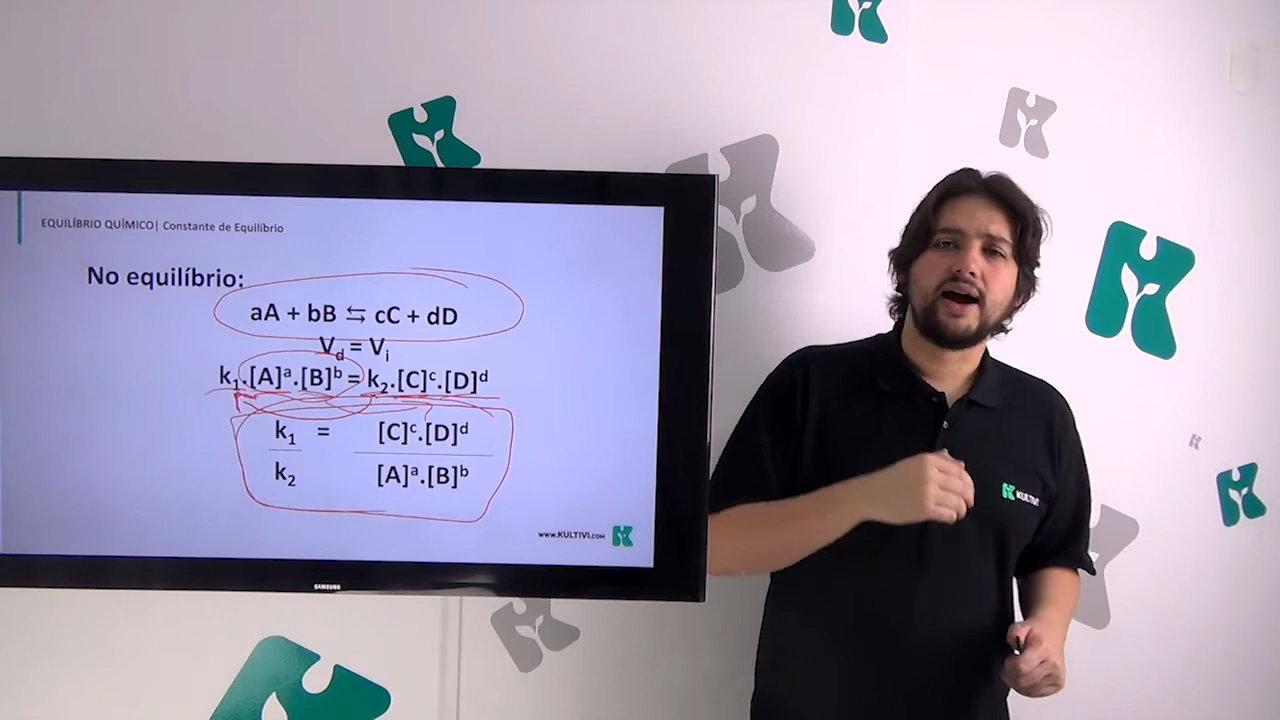 EQUILÍBRIO QUÍMICO| Constante de Equilíbrio
No equilíbrio:
aA + bB ⇆ cC + dD
Vd = Vi
k1.[A]ᵃ.[B]ᵇ = k2.[C]ᶜ.[D]ᵈ
k1 = [C]ᶜ.[D]ᵈ
k2 [A]ᵃ.[B]ᵇ
www.KULTIVI.COM
SAMSUNG
KULTIVI